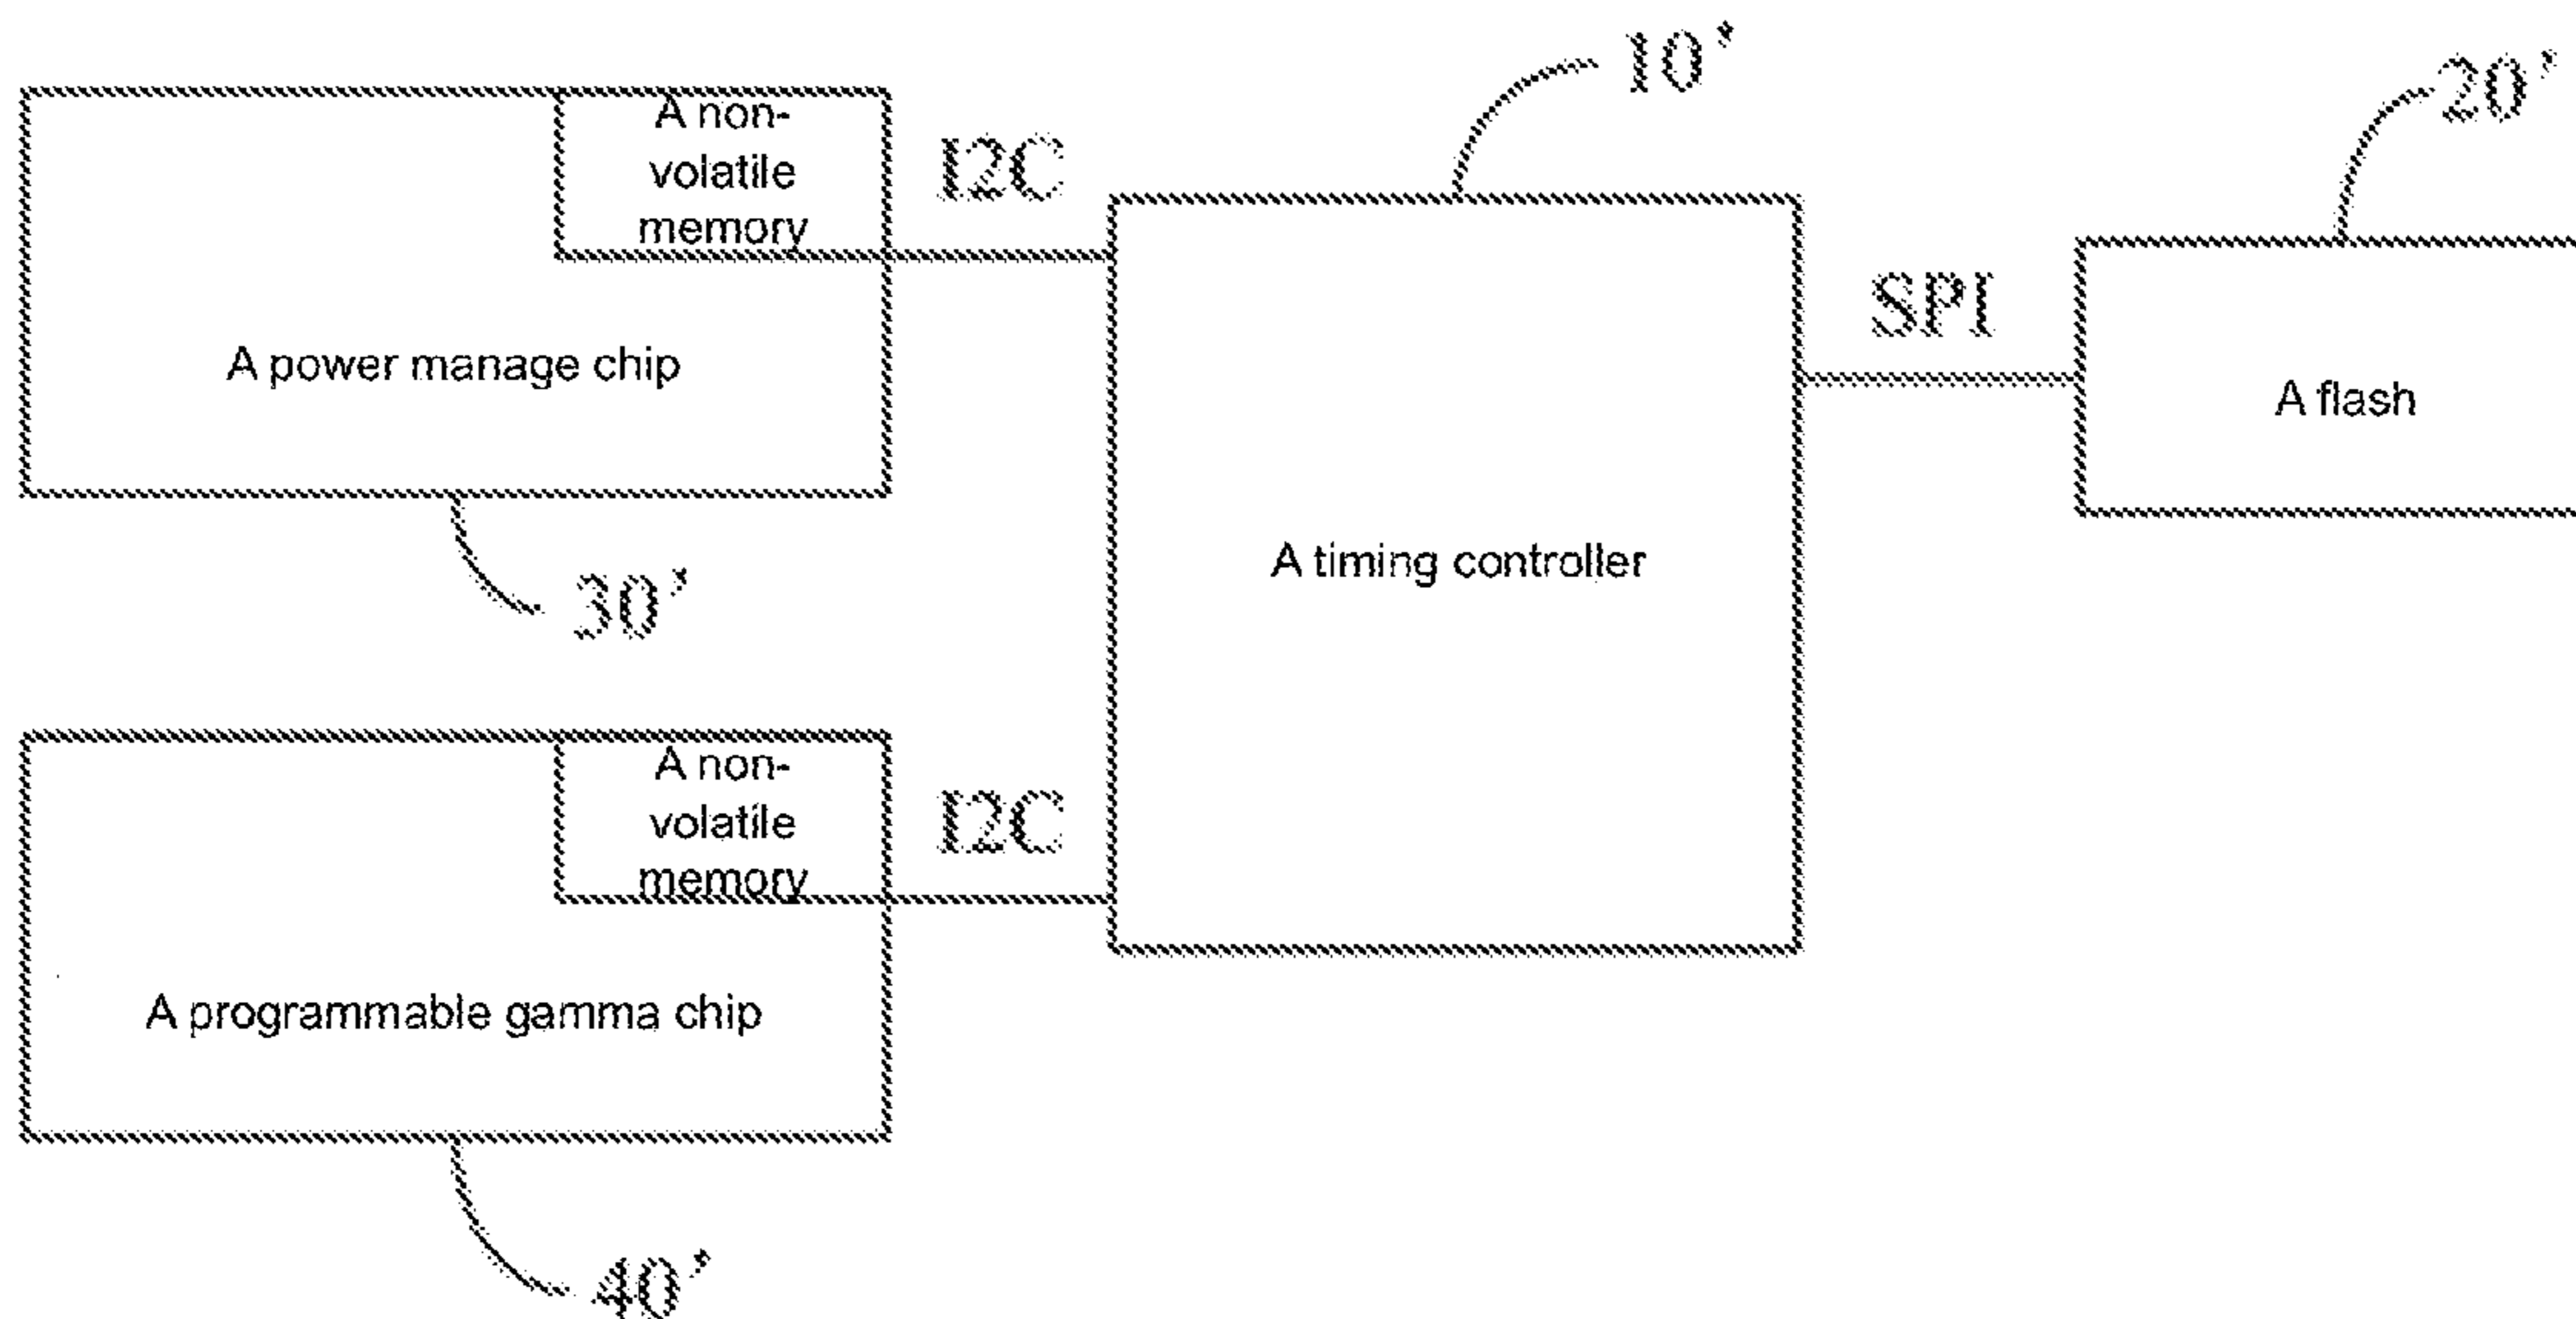 10'
20'
A non-
volatile
memory
I2C
SPI
A power manage chip
A flash
A timing controller
30'
A non-
volatile
memory
I2C
A programmable gamma chip
40'